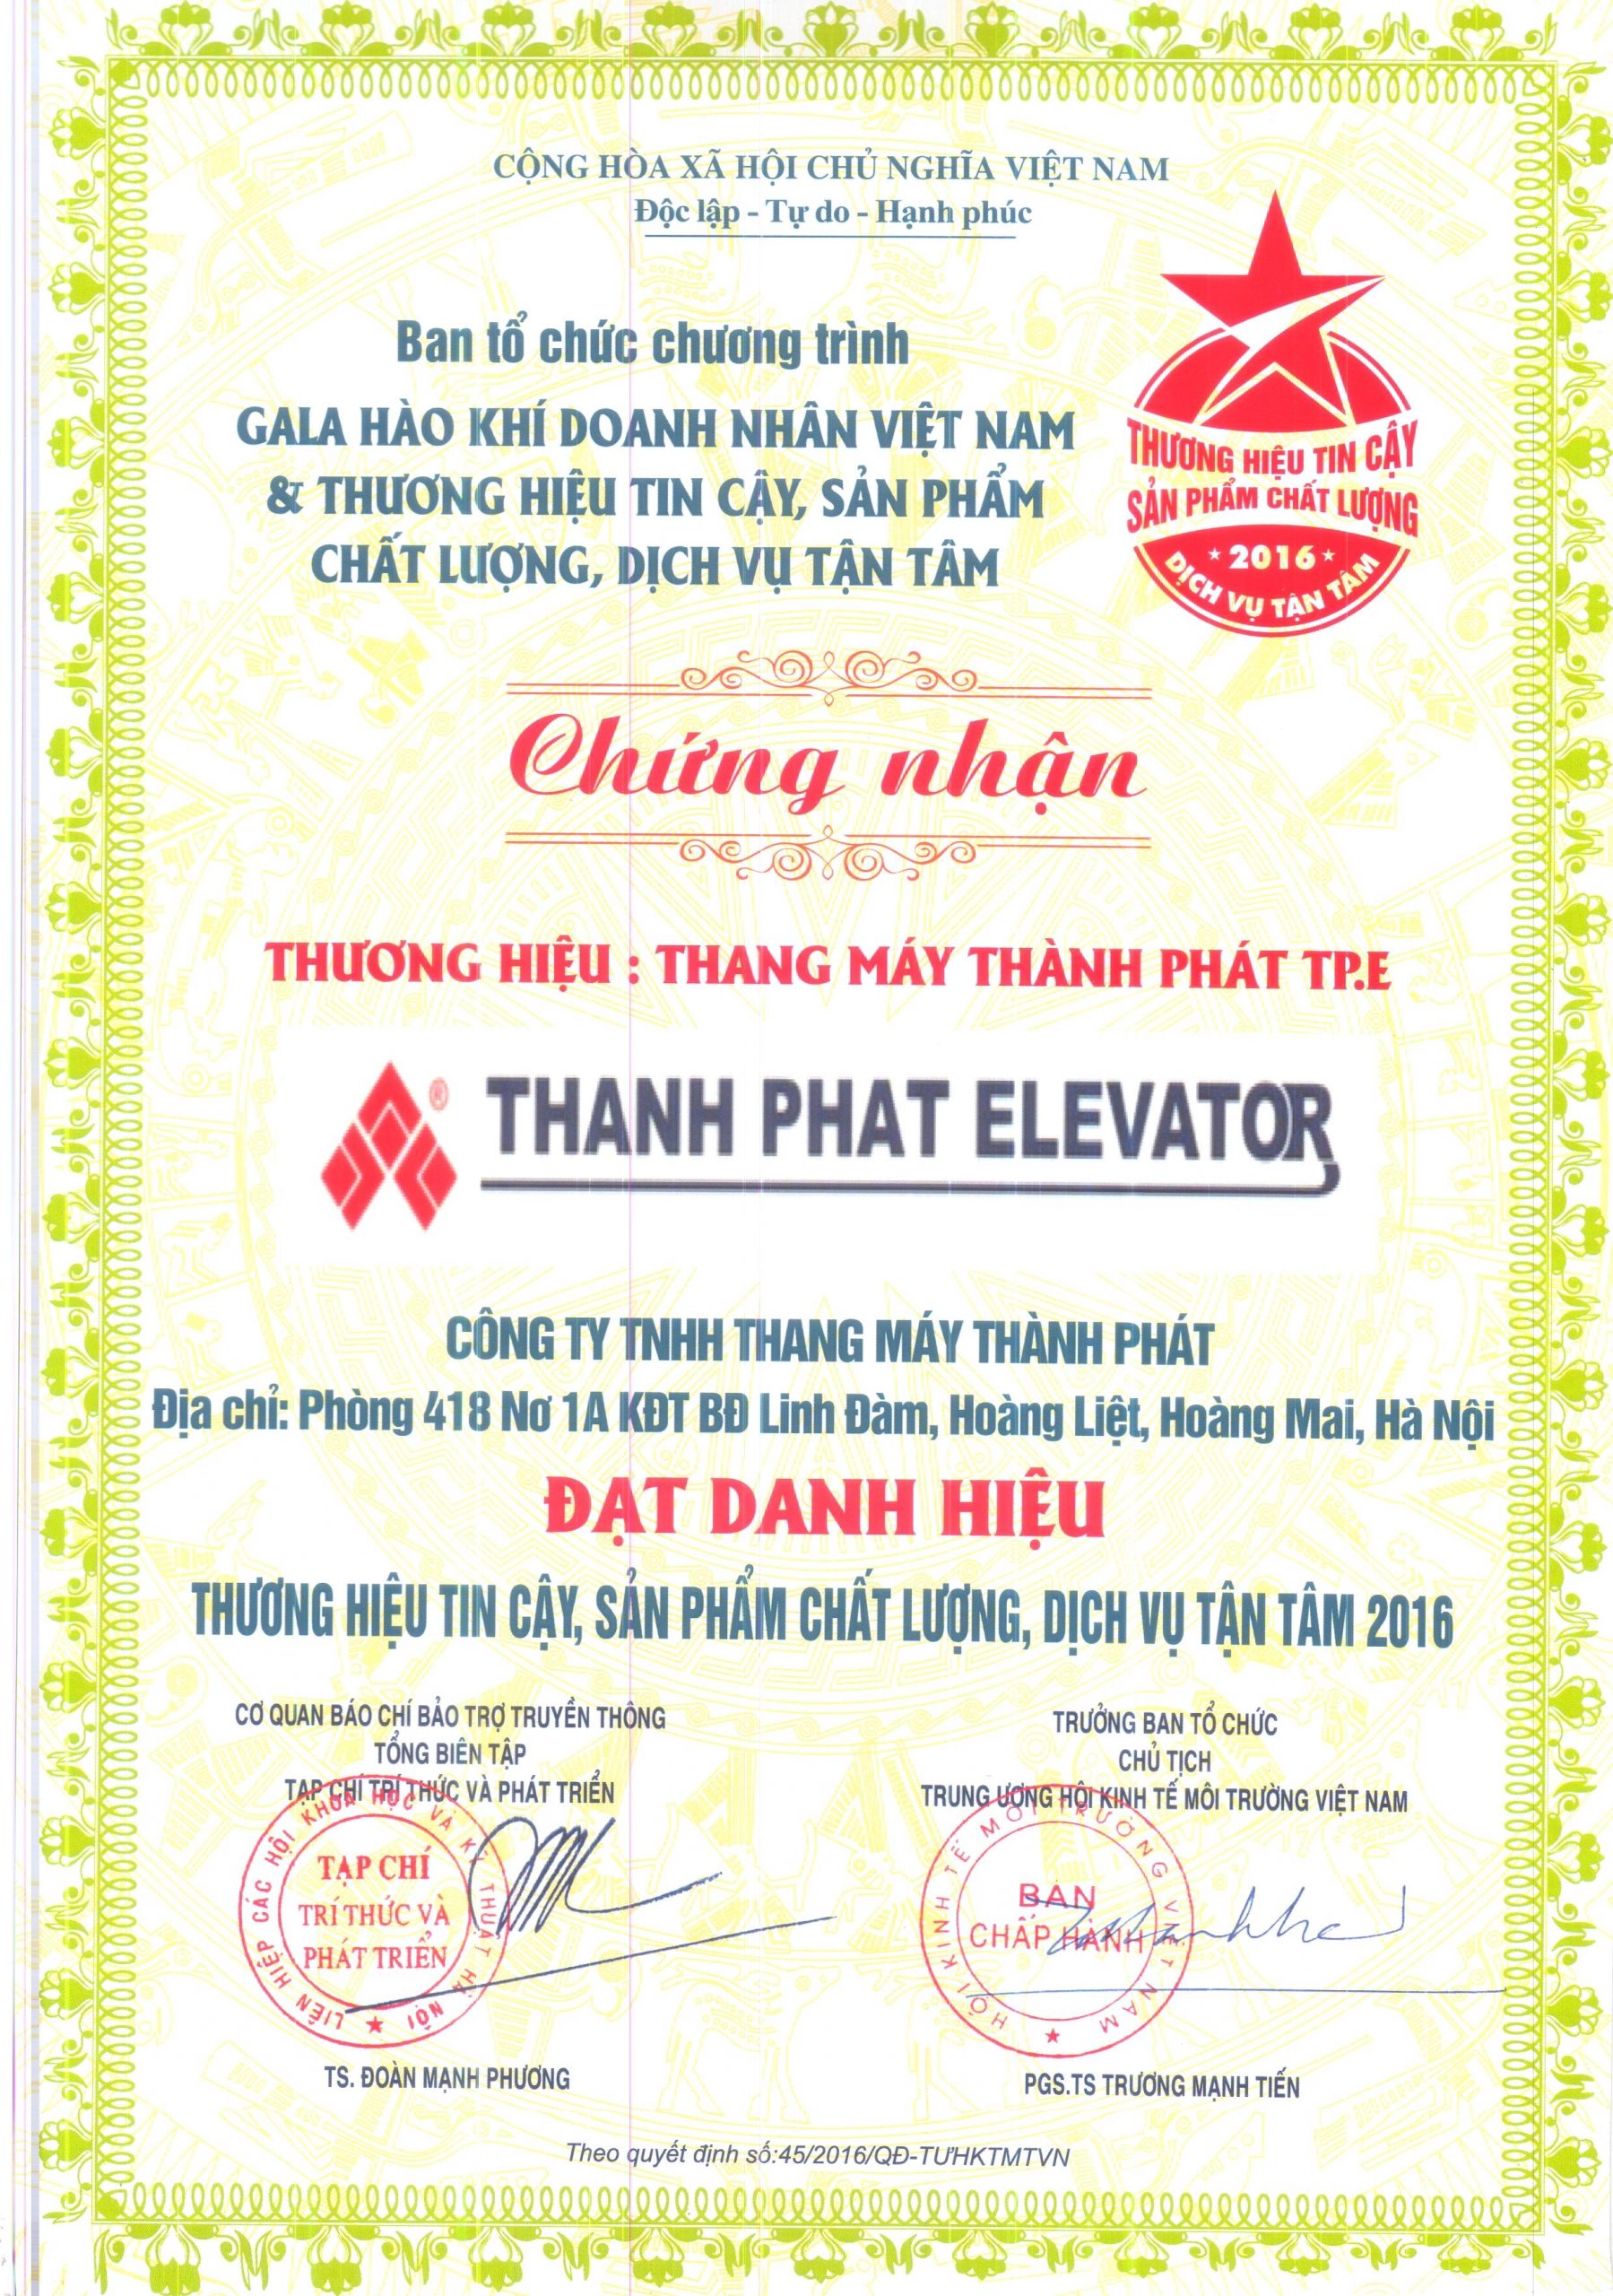 CỘNG HÒA XÃ HỘI CHỦ NGHĨA VIỆT NAM
Độc lập - Tự do - Hạnh phúc
Ban tổ chức chương trình
GALA HÀO KHÍ DOANH NHÂN VIỆT NAM
& THƯƠNG HIỆU TIN CẬY, SẢN PHẨM
CHẤT LƯỢNG, DỊCH VỤ TẬN TÂM
THƯƠNG HIỆU TIN CẬY
SẢN PHẨM CHẤT LƯỢNG
★ 2016 ★
DỊCH VỤ TẬN TÂM
Chứng nhận
THƯƠNG HIỆU : THANG MÁY THÀNH PHÁT TP.E
® THANH PHAT ELEVATOR
CÔNG TY TNHH THANG MÁY THÀNH PHÁT
Địa chỉ: Phòng 418 Nơ 1A KĐT BĐ Linh Đàm, Hoàng Liệt, Hoàng Mai, Hà Nội
ĐẠT DANH HIỆU
THƯƠNG HIỆU TIN CẬY, SẢN PHẨM CHẤT LƯỢNG, DỊCH VỤ TẬN TÂM 2016
CƠ QUAN BÁO CHÍ BẢO TRỢ TRUYỀN THÔNG
TỔNG BIÊN TẬP
TẠP CHÍ TRÍ THỨC VÀ PHÁT TRIỂN
LIÊN HIỆP CÁC HỘI KHOA HỌC VÀ KỸ THUẬT HÀ NỘI ★
TẠP CHÍ
TRÍ THỨC VÀ
PHÁT TRIỂN
TS. ĐOÀN MẠNH PHƯƠNG
TRƯỞNG BAN TỔ CHỨC
CHỦ TỊCH
TRUNG ƯƠNG HỘI KINH TẾ MÔI TRƯỜNG VIỆT NAM
HỘI KINH TẾ MÔI TRƯỜNG VIỆT NAM ★
BAN
CHẤP HÀNH
PGS.TS TRƯƠNG MẠNH TIẾN
Theo quyết định số:45/2016/QĐ-TƯHKTMTVN